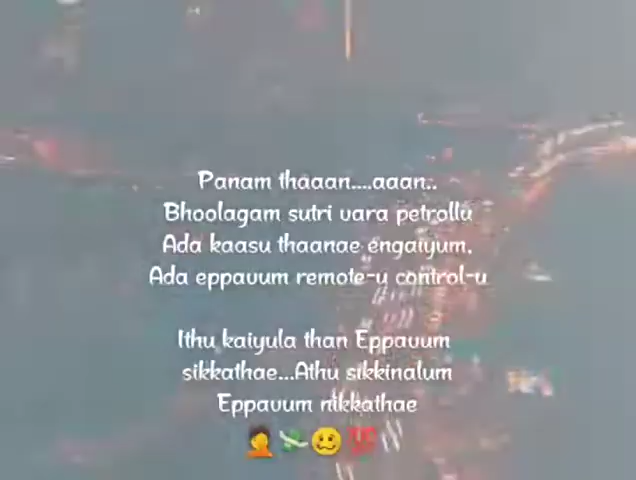 Panam thaaan....aaan..
Bhoolagam sutri vara petrollu
Ada kaasu thaanae engaiyum,
Ada eppavum remote-u control-u
Ithu kaiyula than Eppavum
sikkathae...Athu sikkinalum
Eppavum nikkathae
🤦💸🥴💯